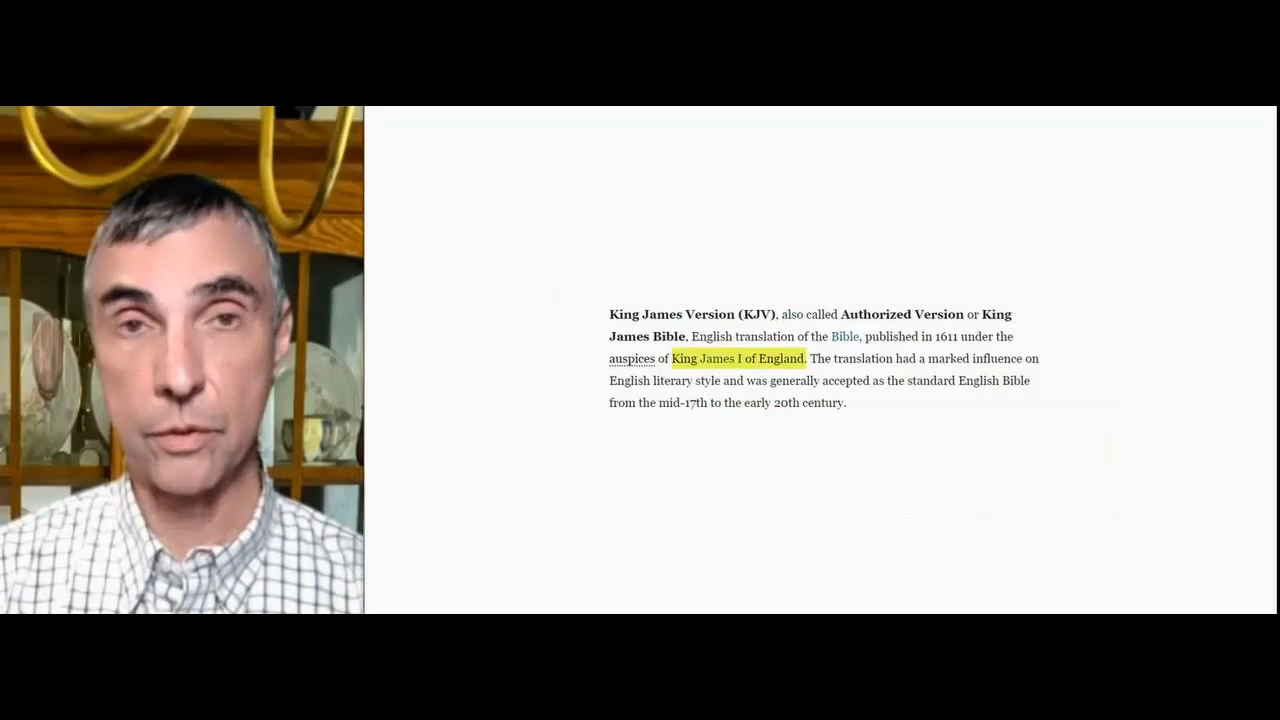 King James Version (KJV), also called Authorized Version or King
James Bible, English translation of the Bible, published in 1611 under the
auspices of King James I of England. The translation had a marked influence on
English literary style and was generally accepted as the standard English Bible
from the mid-17th to the early 20th century.